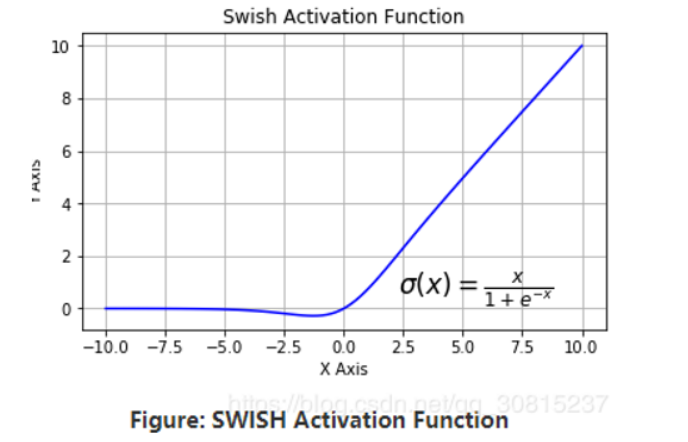 Swish Activation Function
10
8
6
4
2
0
σ(x) = x / (1 + e^{-x})
−10.0 −7.5 −5.0 −2.5 0.0 2.5 5.0 7.5 10.0
X Axis
https://blog.csdn.net/qq_30815237
Figure: SWISH Activation Function